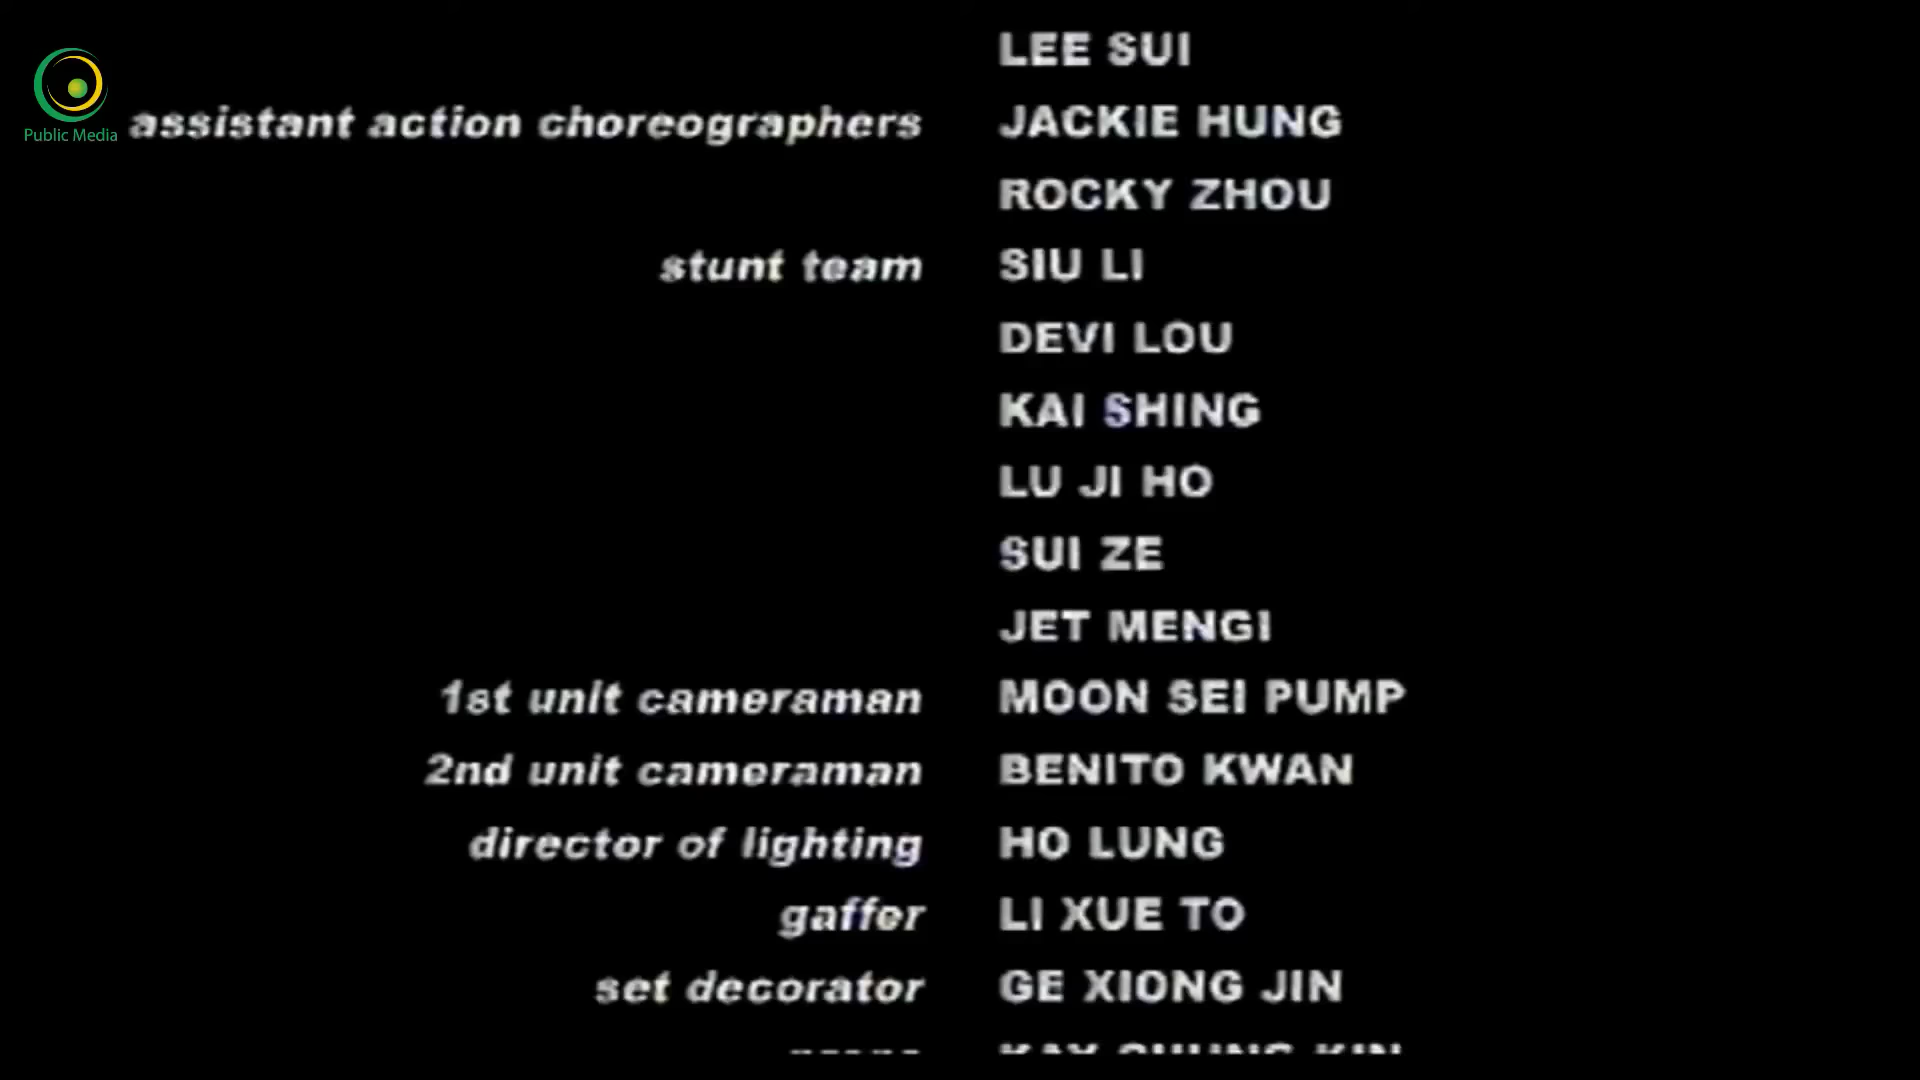 LEE SUI
Public Media
assistant action choreographers JACKIE HUNG
ROCKY ZHOU
stunt team SIU LI
DEVI LOU
KAI SHING
LU JI HO
SUI ZE
JET MENGI
1st unit cameraman MOON SEI PUMP
2nd unit cameraman BENITO KWAN
director of lighting HO LUNG
gaffer LI XUE TO
set decorator GE XIONG JIN